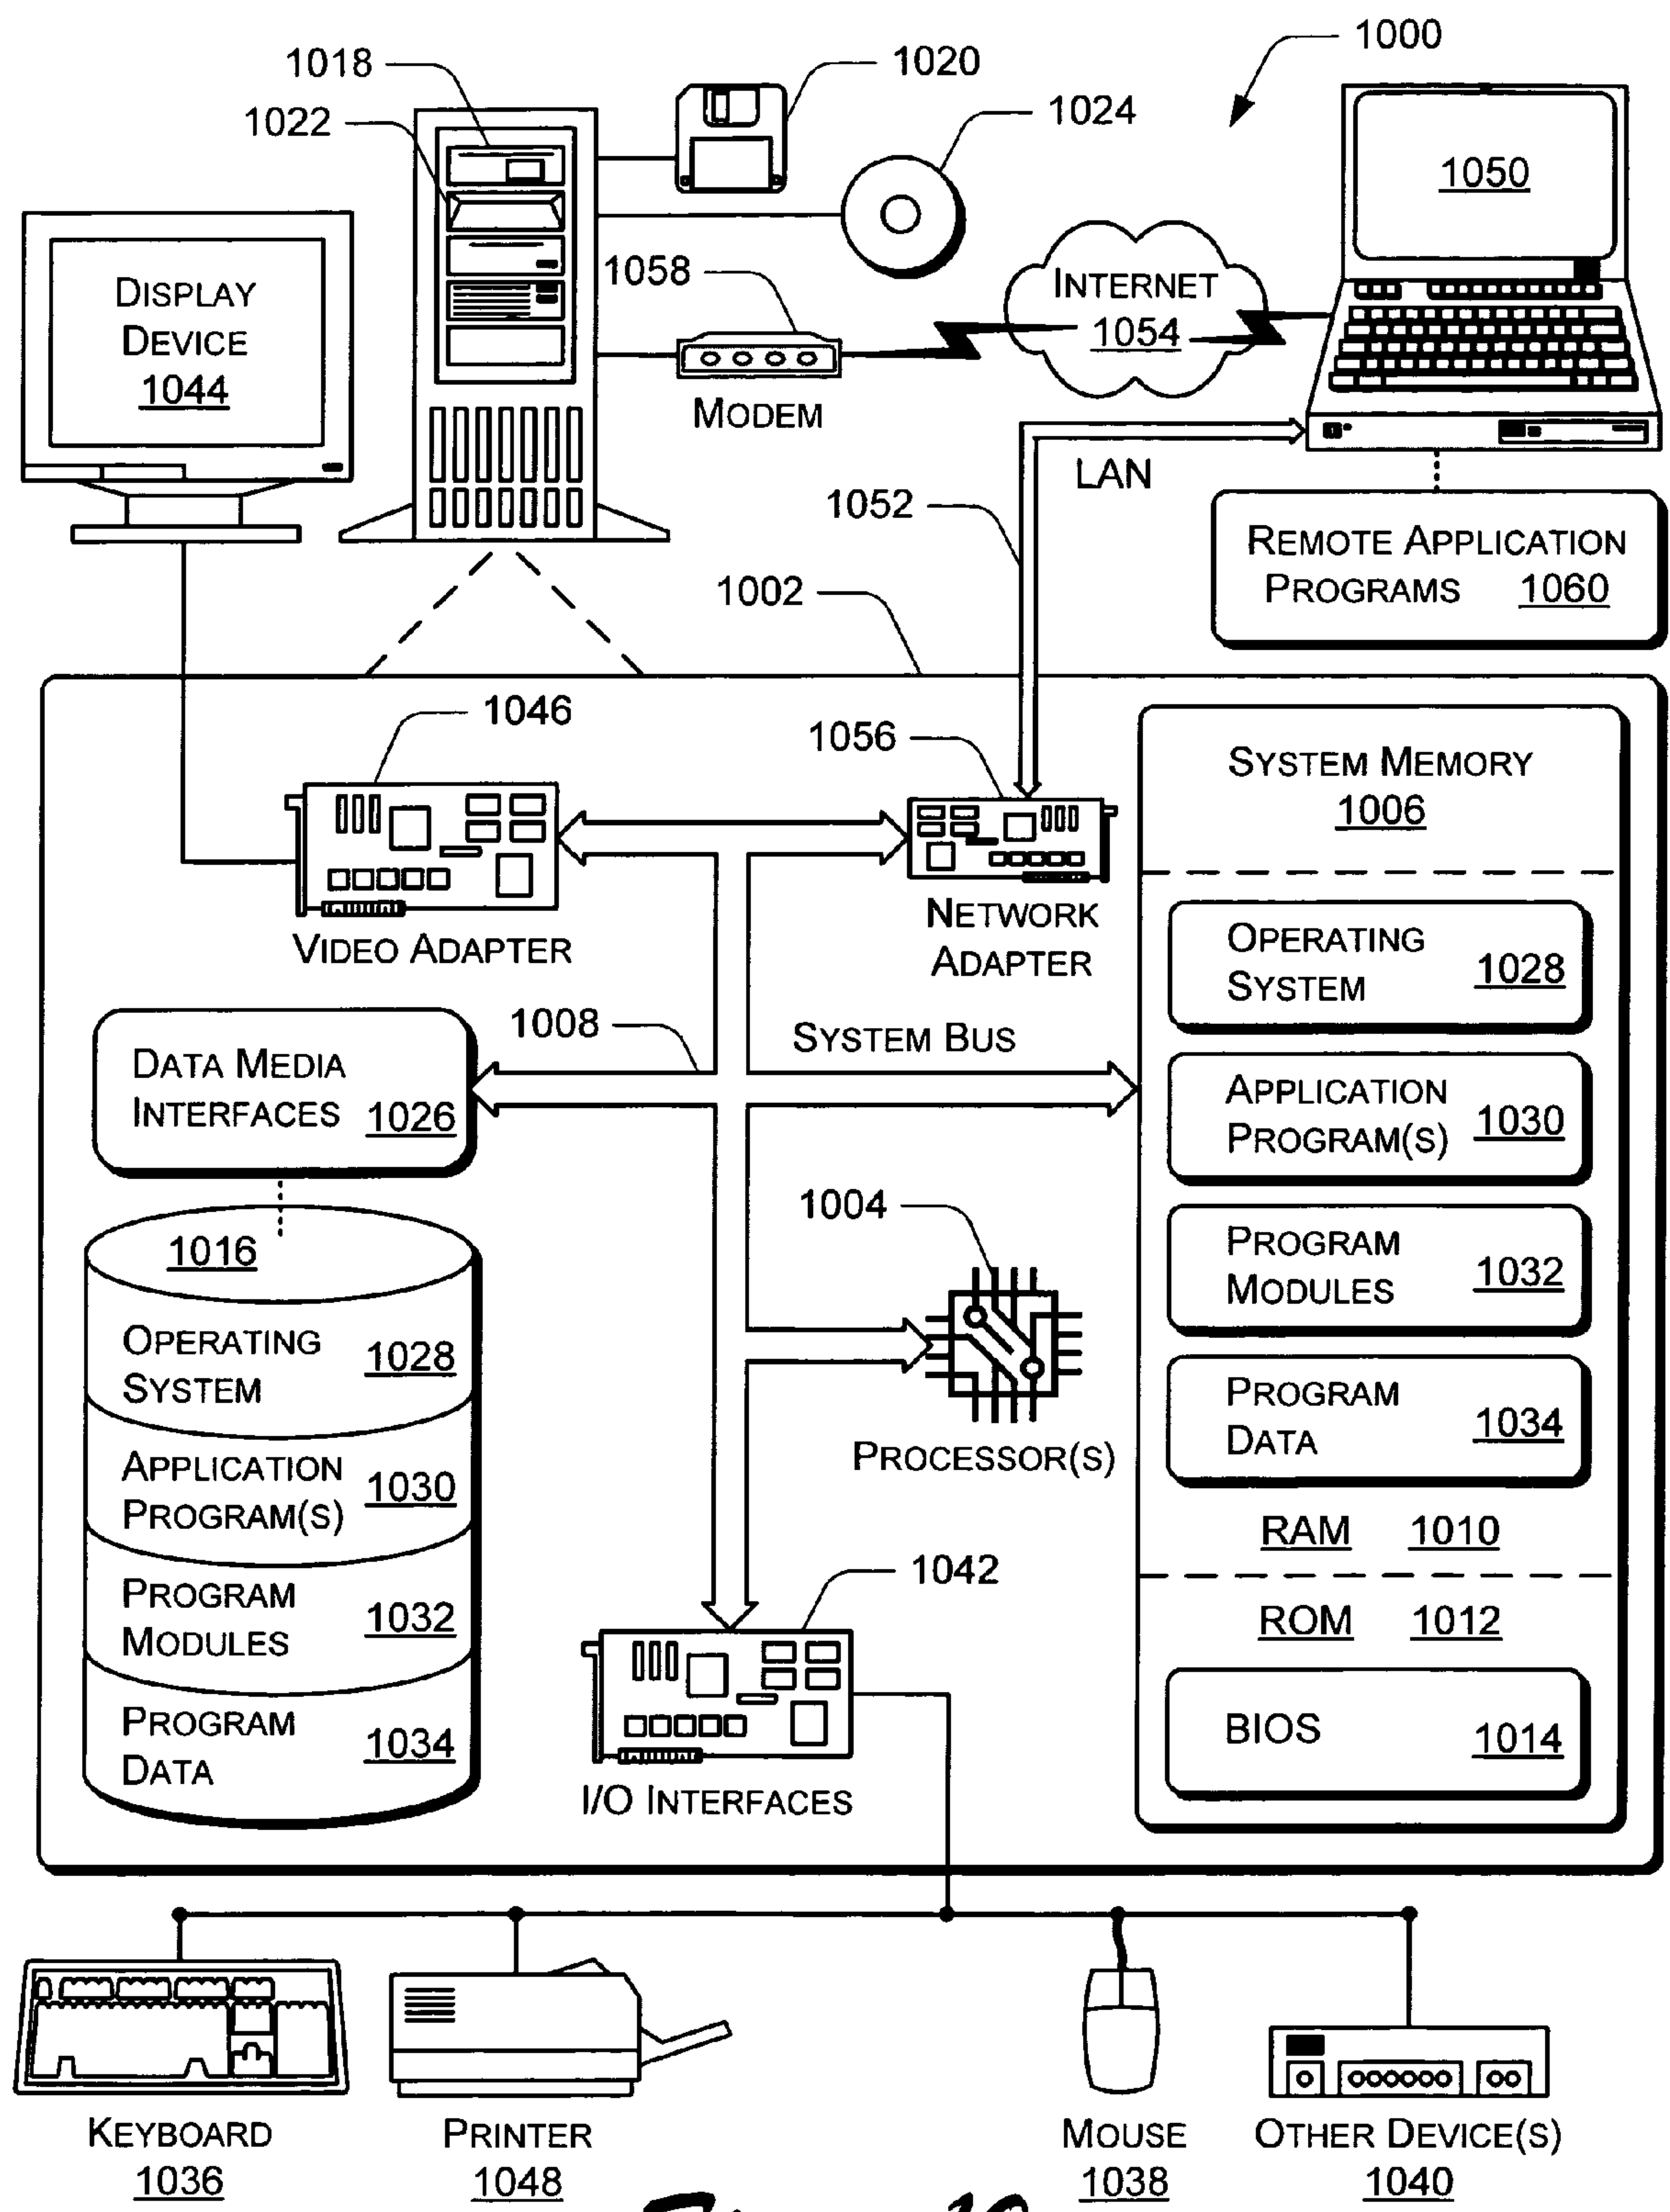 1000
1018
1020
1022
1024
1050
DISPLAY
DEVICE
1044
1058
MODEM
INTERNET
1054
LAN
1052
REMOTE APPLICATION
PROGRAMS 1060
1002
1046
VIDEO ADAPTER
1056
NETWORK
ADAPTER
SYSTEM MEMORY
1006
OPERATING
SYSTEM 1028
APPLICATION
PROGRAM(S) 1030
PROGRAM
MODULES 1032
PROGRAM
DATA 1034
RAM 1010
ROM 1012
BIOS 1014
1008
SYSTEM BUS
DATA MEDIA
INTERFACES 1026
1016
OPERATING
SYSTEM 1028
APPLICATION
PROGRAM(S) 1030
PROGRAM
MODULES 1032
PROGRAM
DATA 1034
1004
PROCESSOR(S)
1042
I/O INTERFACES
KEYBOARD
1036
PRINTER
1048
MOUSE
1038
OTHER DEVICE(S)
1040